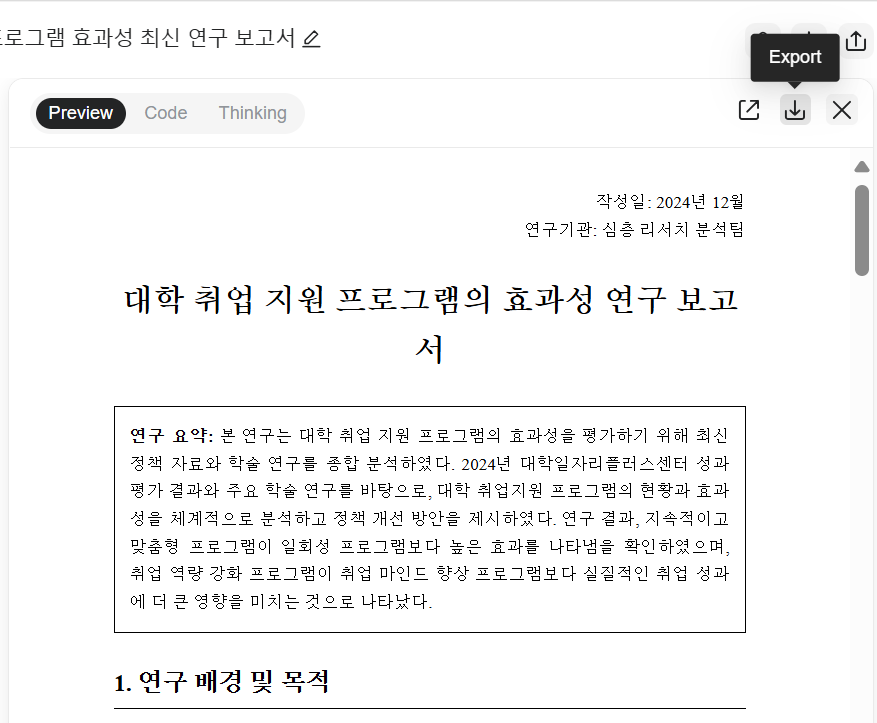 프로그램 효과성 최신 연구 보고서
Export
Preview Code Thinking
작성일: 2024년 12월
연구기관: 심층 리서치 분석팀
대학 취업 지원 프로그램의 효과성 연구 보고
서
연구 요약: 본 연구는 대학 취업 지원 프로그램의 효과성을 평가하기 위해 최신
정책 자료와 학술 연구를 종합 분석하였다. 2024년 대학일자리플러스센터 성과
평가 결과와 주요 학술 연구를 바탕으로, 대학 취업지원 프로그램의 현황과 효과
성을 체계적으로 분석하고 정책 개선 방안을 제시하였다. 연구 결과, 지속적이고
맞춤형 프로그램이 일회성 프로그램보다 높은 효과를 나타냄을 확인하였으며,
취업 역량 강화 프로그램이 취업 마인드 향상 프로그램보다 실질적인 취업 성과
에 더 큰 영향을 미치는 것으로 나타났다.
1. 연구 배경 및 목적